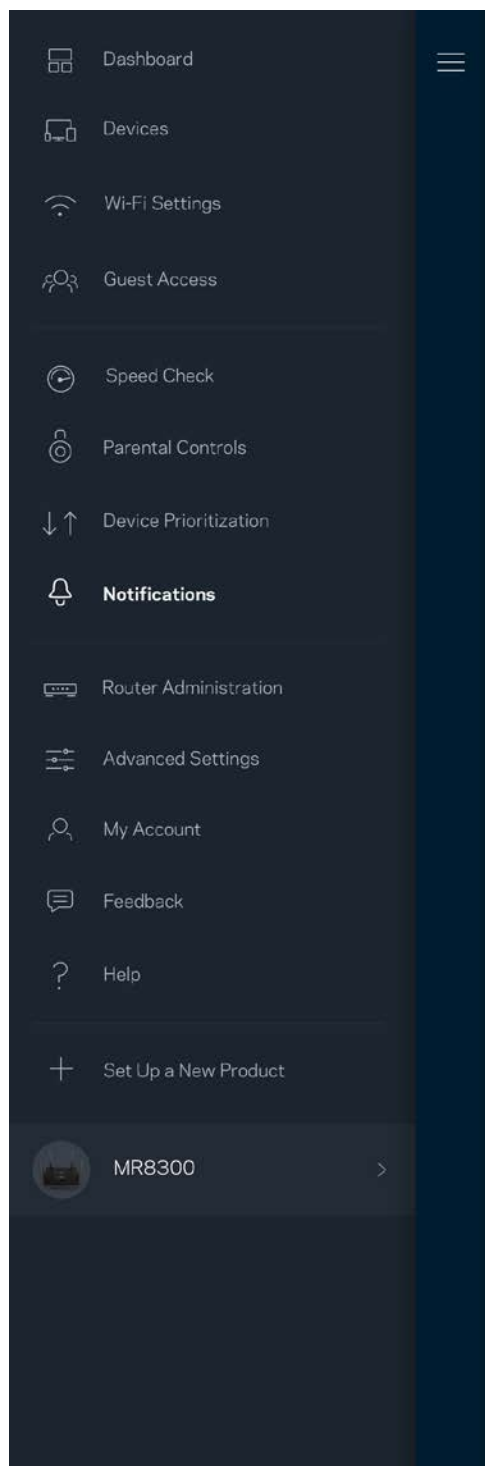 Dashboard
Devices
Wi-Fi Settings
Guest Access
Speed Check
Parental Controls
Device Prioritization
Notifications
Router Administration
Advanced Settings
My Account
Feedback
Help
Set Up a New Product
MR8300